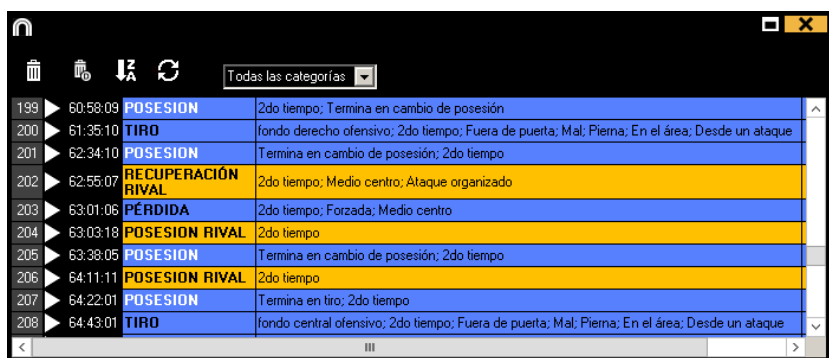 Todas las categorías
199 60:58:09 POSESION 2do tiempo; Termina en cambio de posesión
200 61:35:10 TIRO fondo derecho ofensivo; 2do tiempo; Fuera de puerta; Mal; Pierna; En el área; Desde un ataque
201 62:34:10 POSESION Termina en cambio de posesión; 2do tiempo
202 62:55:07 RECUPERACIÓN RIVAL 2do tiempo; Medio centro; Ataque organizado
203 63:01:06 PÉRDIDA 2do tiempo; Forzada; Medio centro
204 63:03:18 POSESION RIVAL 2do tiempo
205 63:38:05 POSESION Termina en cambio de posesión; 2do tiempo
206 64:11:11 POSESION RIVAL 2do tiempo
207 64:22:01 POSESION Termina en tiro; 2do tiempo
208 64:43:01 TIRO fondo central ofensivo; 2do tiempo; Fuera de puerta; Mal; Pierna; En el área; Desde un ataque